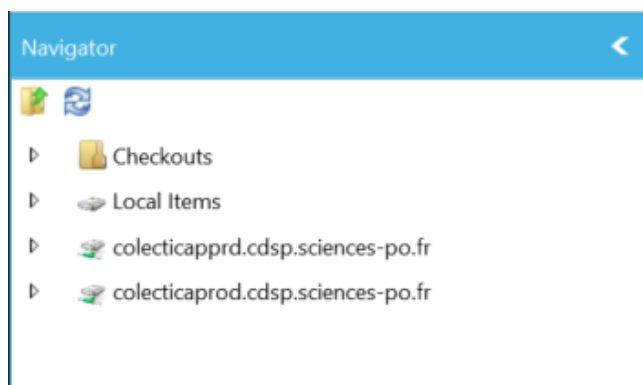 Navigator
Checkouts
Local Items
colecticapprd.cdsp.sciences-po.fr
colecticaprod.cdsp.sciences-po.fr